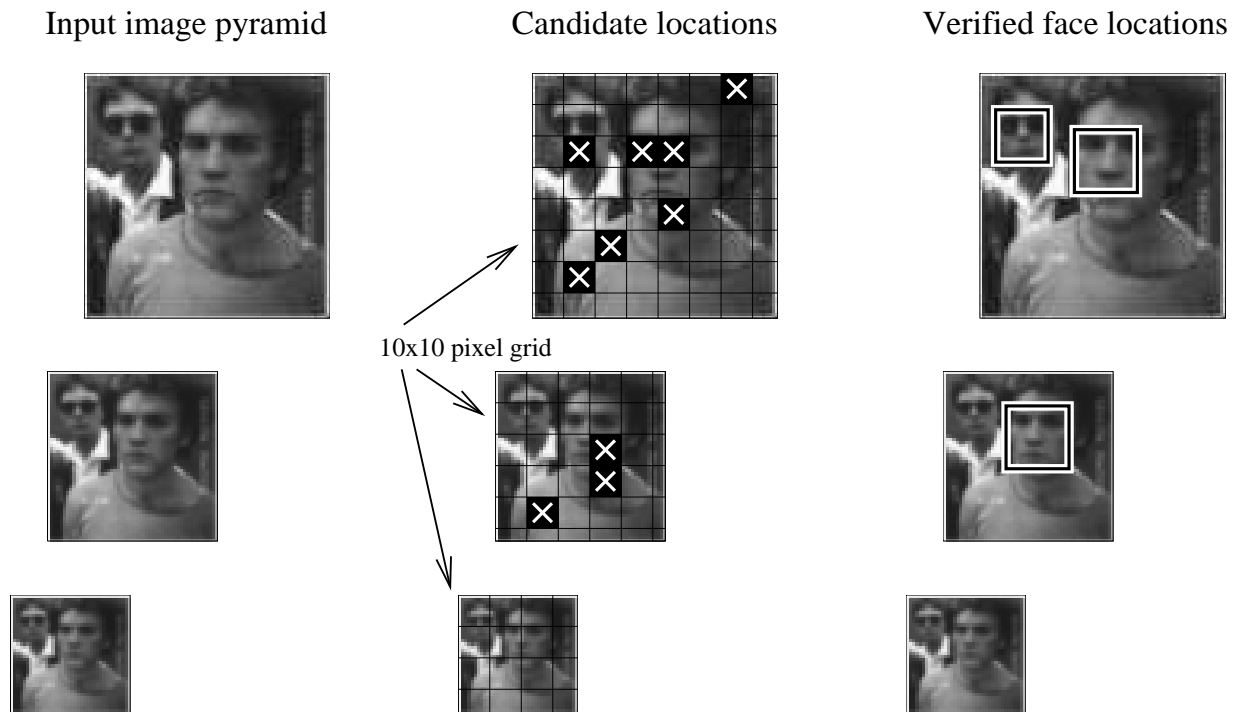 Input image pyramid
Candidate locations
Verified face locations
10x10 pixel grid